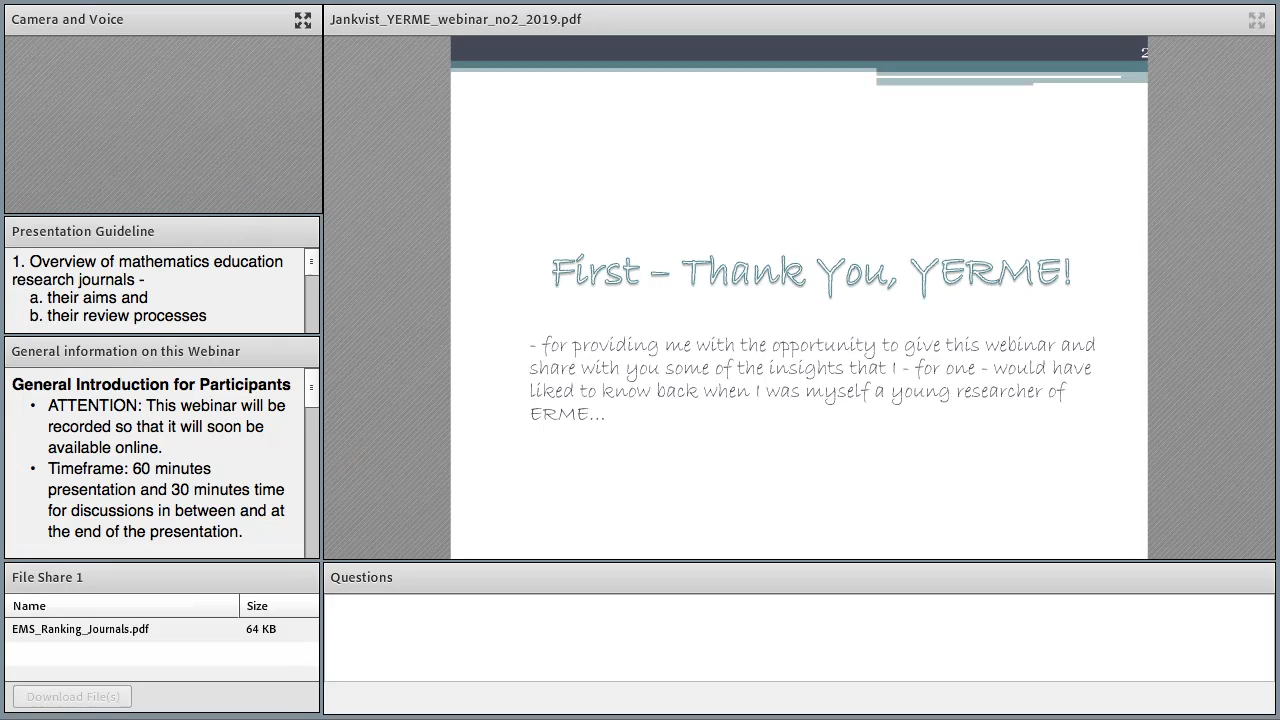 Camera and Voice
Presentation Guideline
1. Overview of mathematics education
research journals -
a. their aims and
b. their review processes
General information on this Webinar
General Introduction for Participants
• ATTENTION: This webinar will be
recorded so that it will soon be
available online.
• Timeframe: 60 minutes
presentation and 30 minutes time
for discussions in between and at
the end of the presentation.
File Share 1
Name Size
EMS_Ranking_Journals.pdf 64 KB
Download File(s)
Jankvist_YERME_webinar_no2_2019.pdf
2
First – Thank You, YERME!
- for providing me with the opportunity to give this webinar and
share with you some of the insights that I - for one - would have
liked to know back when I was myself a young researcher of
ERME...
Questions